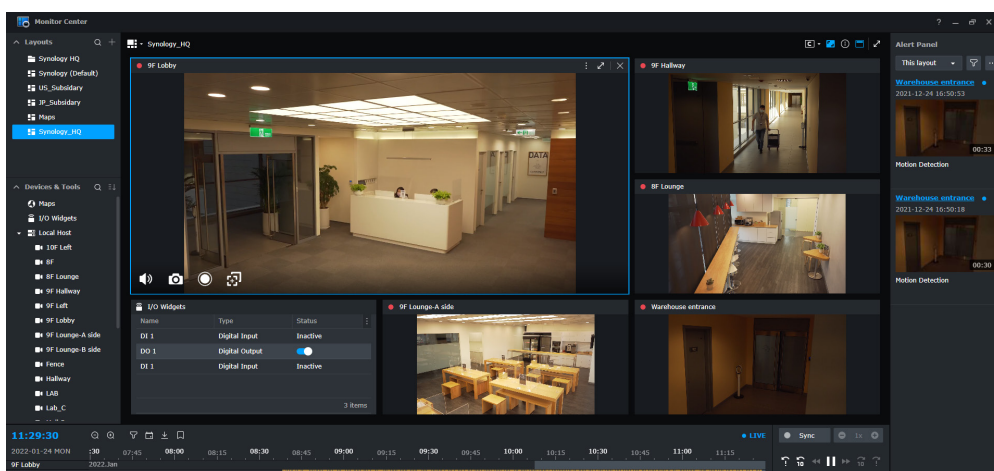 Monitor Center
Layouts
Synology HQ
Synology (Default)
US_Subsidary
JP_Subsidary
Maps
Synology_HQ
Devices & Tools
Maps
I/O Widgets
Local Host
10F Left
8F
8F Lounge
9F Hallway
9F Left
9F Lobby
9F Lounge-A side
9F Lounge-B side
Fence
Hallway
LAB
Lab_C
Synology_HQ
9F Lobby
DATA
9F Hallway
8F Lounge
I/O Widgets
Name Type Status
DI 1 Digital Input Inactive
DO 1 Digital Output
DI 1 Digital Input Inactive
3 items
9F Lounge-A side
Warehouse entrance
Alert Panel
This layout
Warehouse entrance
2021-12-24 16:50:53
00:33
Motion Detection
Warehouse entrance
2021-12-24 16:50:18
00:30
Motion Detection
11:29:30
LIVE
Sync
1x
2022-01-24 MON
:30 07:45 08:00 08:15 08:30 08:45 09:00 09:15 09:30 09:45 10:00 10:15 10:30 10:45 11:00 11:15
10
10
9F Lobby
2022.Jan